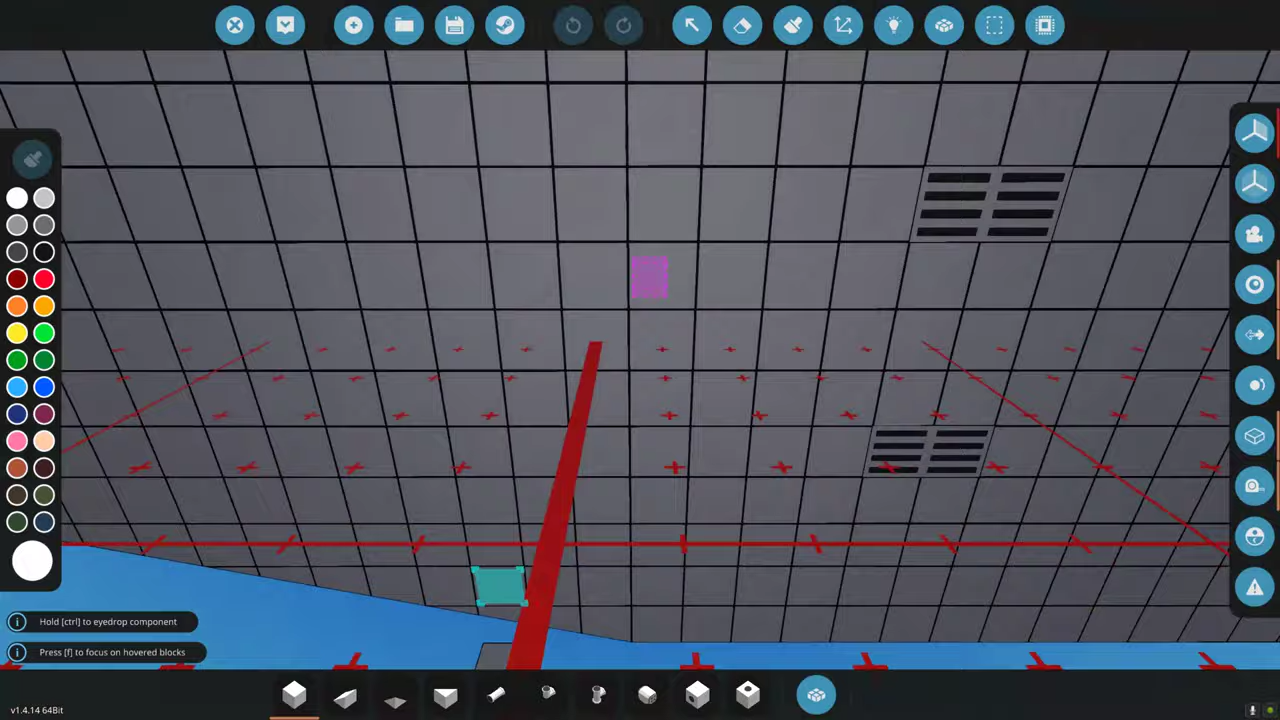 Hold [ctrl] to eyedrop component
Press [f] to focus on hovered blocks
v1.4.14 64Bit